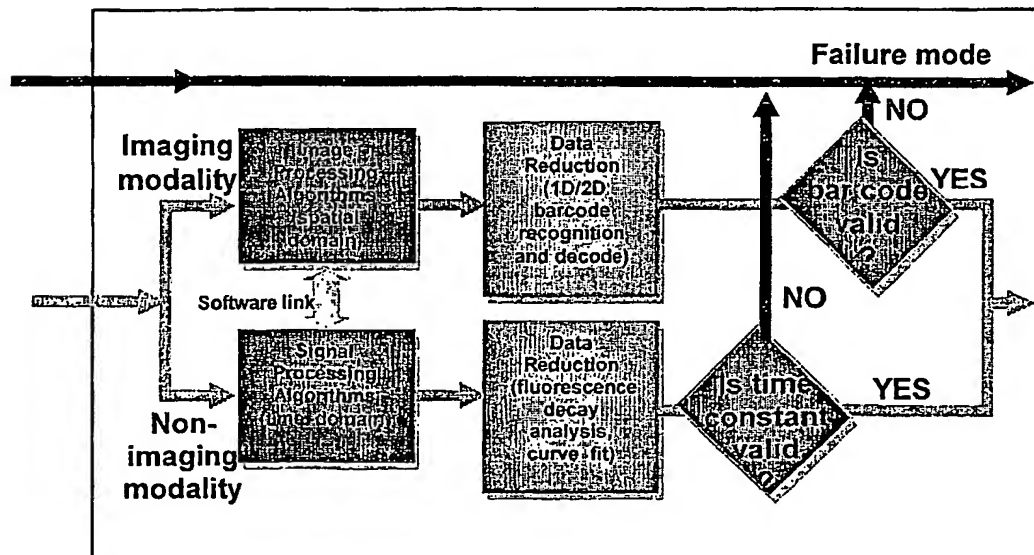 Failure mode
NO
Imaging
modality
Image
Processing
Algorithms
(spatial
domain)
Data
Reduction
(1D/2D
barcode
recognition
and decode)
Is
bar code
valid
?
YES
Software link
NO
Signal
Processing
Algorithms
(time domain)
Data
Reduction
(fluorescence
decay
analysis,
curve-fit)
Is time
constant
valid
?
YES
Non-
imaging
modality